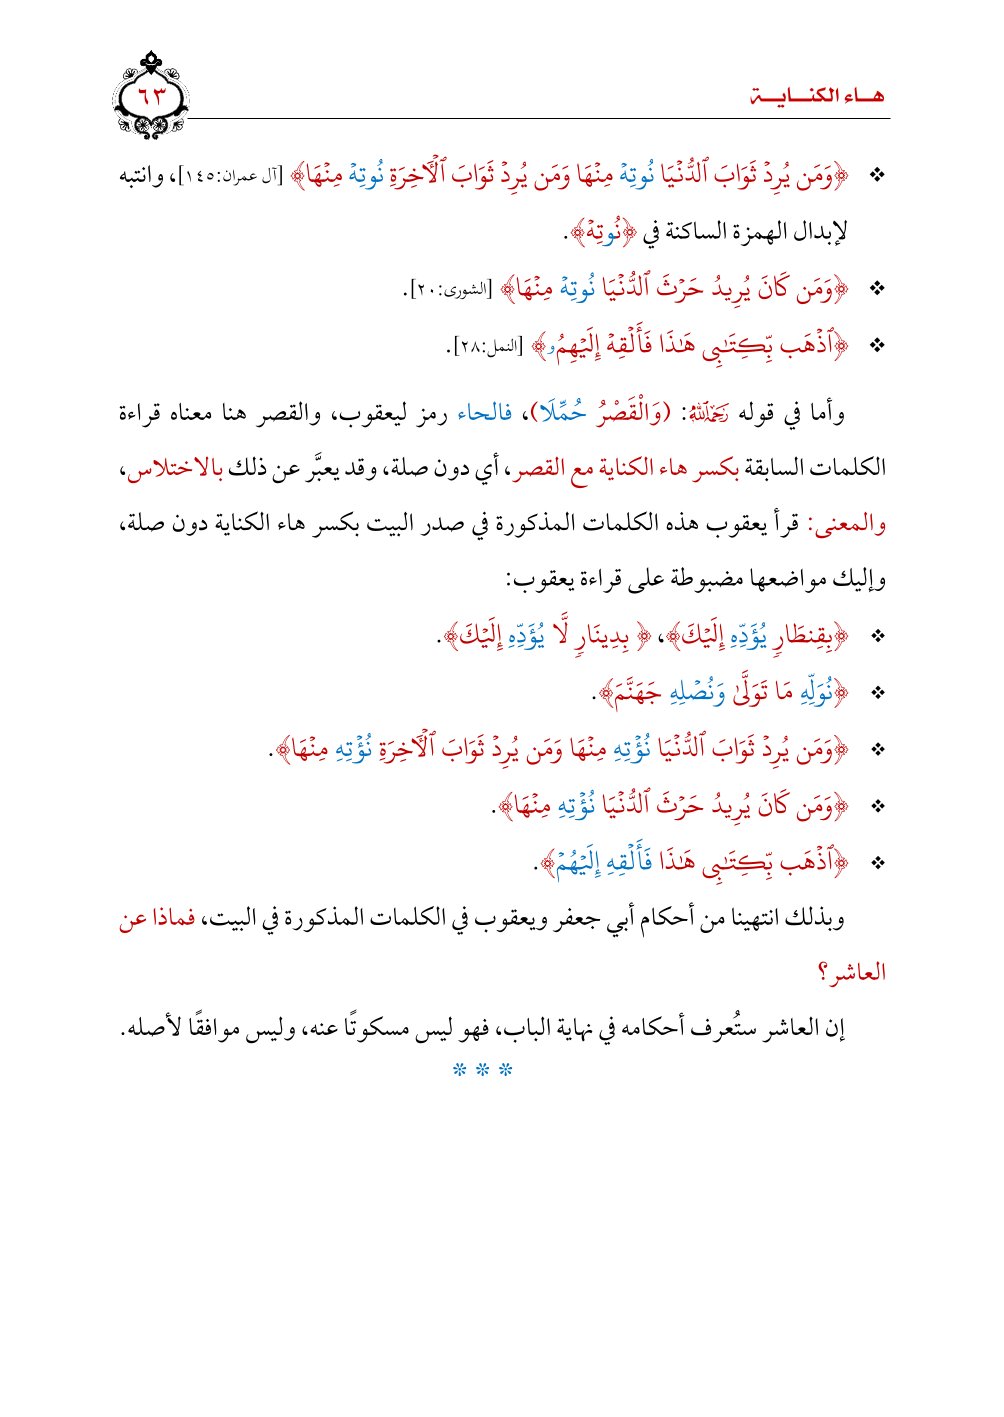 هـــاء الكنـــايـــة
٦٣
❖ ﴿وَمَن يُرِدۡ ثَوَابَ ٱلدُّنۡيَا نُوتِهۡ مِنۡهَا وَمَن يُرِدۡ ثَوَابَ ٱلۡأٓخِرَةِ نُوتِهۡ مِنۡهَا﴾ [آل عمران:١٤٥]، وانتبه
لإبدال الهمزة الساكنة في ﴿نُوتِهۡ﴾.
❖ ﴿وَمَن كَانَ يُرِيدُ حَرۡثَ ٱلدُّنۡيَا نُوتِهۡ مِنۡهَا﴾ [الشورى:٢٠].
❖ ﴿ٱذۡهَب بِّكِتَٰبِي هَٰذَا فَأَلۡقِهۡ إِلَيۡهِمُۥ﴾ [النمل:٢٨].
وأما في قوله رَحِمَهُ ٱللَّهُ: (وَالْقَصْرُ حُمِّلَا)، فالحاء رمز ليعقوب، والقصر هنا معناه قراءة
الكلمات السابقة بكسر هاء الكناية مع القصر، أي دون صلة، وقد يعبَّر عن ذلك بالاختلاس،
والمعنى: قرأ يعقوب هذه الكلمات المذكورة في صدر البيت بكسر هاء الكناية دون صلة،
وإليك مواضعها مضبوطة على قراءة يعقوب:
❖ ﴿بِقِنطَارٖ يُؤَدِّهِ إِلَيۡكَ﴾، ﴿ بِدِينَارٖ لَّا يُؤَدِّهِ إِلَيۡكَ﴾.
❖ ﴿نُوَلِّهِ مَا تَوَلَّىٰ وَنُصۡلِهِ جَهَنَّمَ﴾.
❖ ﴿وَمَن يُرِدۡ ثَوَابَ ٱلدُّنۡيَا نُؤۡتِهِ مِنۡهَا وَمَن يُرِدۡ ثَوَابَ ٱلۡأٓخِرَةِ نُؤۡتِهِ مِنۡهَا﴾.
❖ ﴿وَمَن كَانَ يُرِيدُ حَرۡثَ ٱلدُّنۡيَا نُؤۡتِهِ مِنۡهَا﴾.
❖ ﴿ٱذۡهَب بِّكِتَٰبِي هَٰذَا فَأَلۡقِهِ إِلَيۡهُمۡ﴾.
وبذلك انتهينا من أحكام أبي جعفر ويعقوب في الكلمات المذكورة في البيت، فماذا عن
العاشر؟
إن العاشر ستُعرف أحكامه في نهاية الباب، فهو ليس مسكوتًا عنه، وليس موافقًا لأصله.
* * *